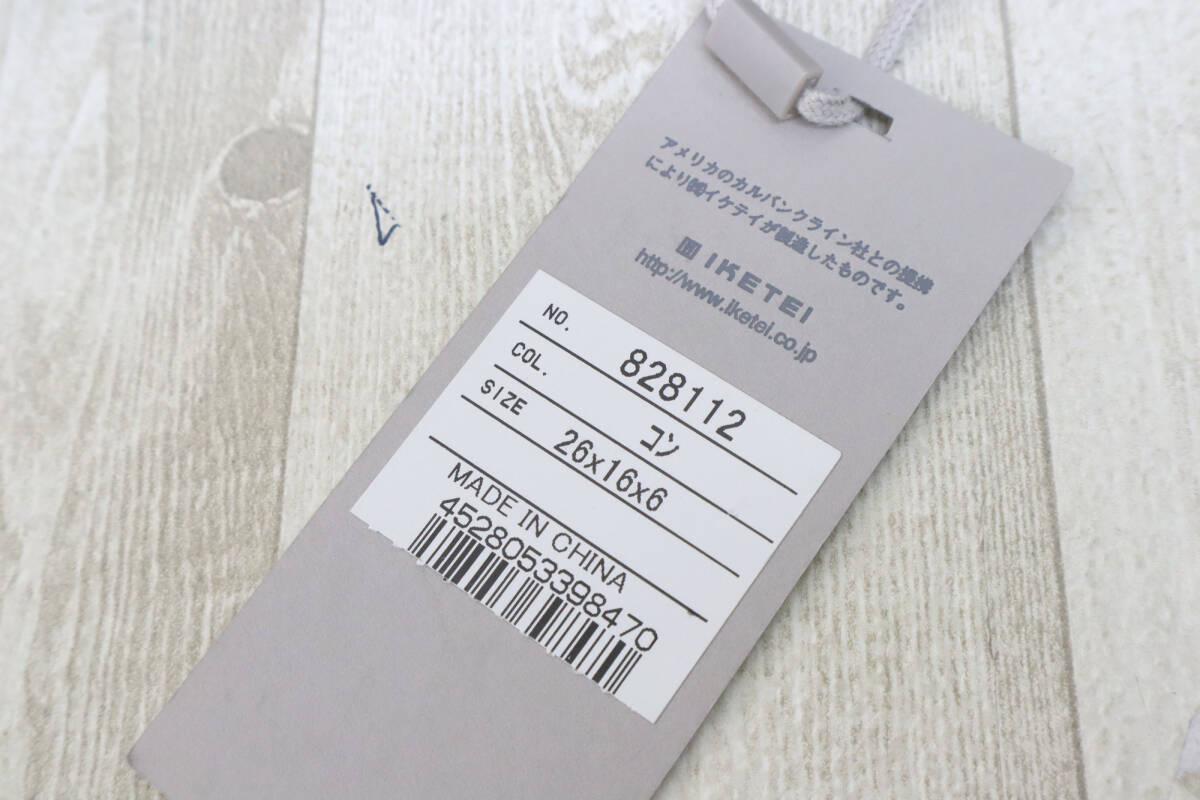 アメリカのカルバンクライン社との提携
により㈱イケテイが製造したものです。
IKETEI
http://www.iketei.co.jp
NO. 828112
COL. コン
SIZE 26x16x6
MADE IN CHINA
4528053398470